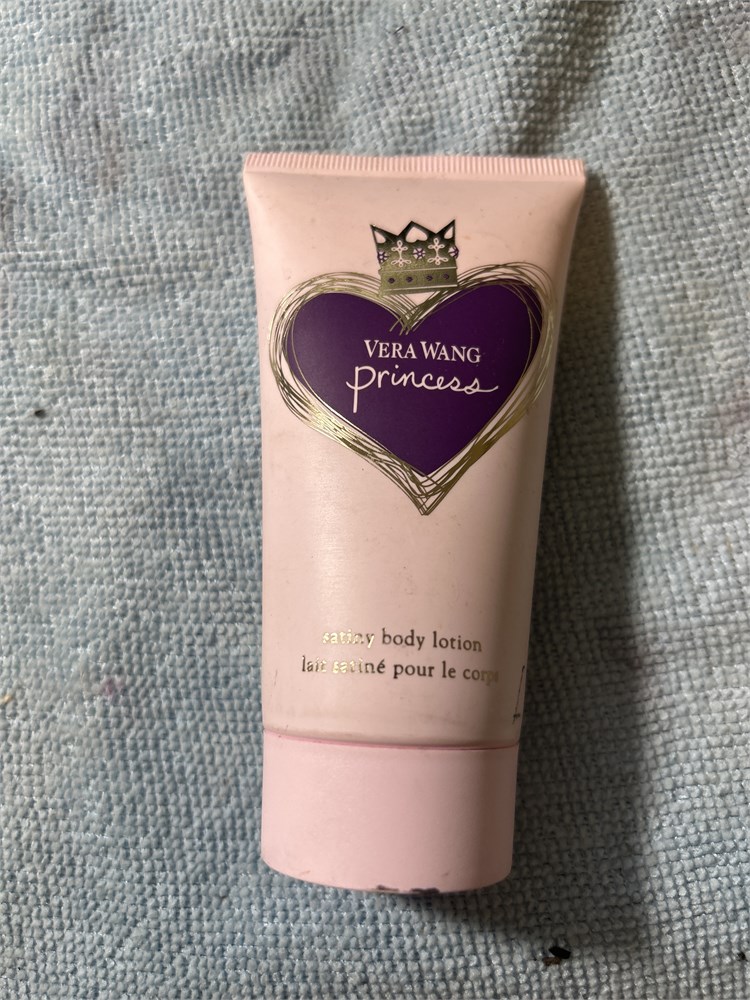 VERA WANG
princess
satiny body lotion
lait satiné pour le corps